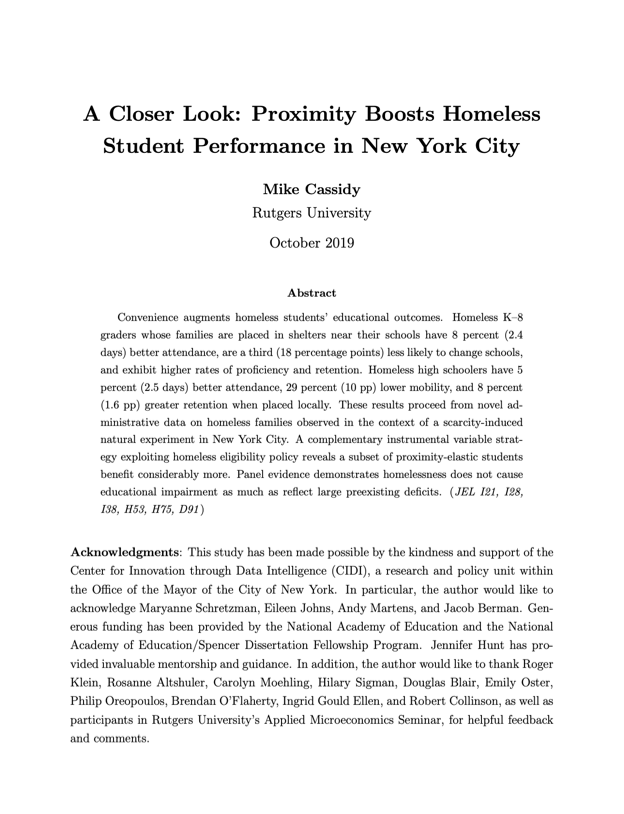 A Closer Look: Proximity Boosts Homeless
Student Performance in New York City
Mike Cassidy
Rutgers University
October 2019
Abstract
Convenience augments homeless students' educational outcomes. Homeless K–8
graders whose families are placed in shelters near their schools have 8 percent (2.4
days) better attendance, are a third (18 percentage points) less likely to change schools,
and exhibit higher rates of proficiency and retention. Homeless high schoolers have 5
percent (2.5 days) better attendance, 29 percent (10 pp) lower mobility, and 8 percent
(1.6 pp) greater retention when placed locally. These results proceed from novel ad-
ministrative data on homeless families observed in the context of a scarcity-induced
natural experiment in New York City. A complementary instrumental variable strat-
egy exploiting homeless eligibility policy reveals a subset of proximity-elastic students
benefit considerably more. Panel evidence demonstrates homelessness does not cause
educational impairment as much as reflect large preexisting deficits. (JEL I21, I28,
I38, H53, H75, D91)
Acknowledgments: This study has been made possible by the kindness and support of the
Center for Innovation through Data Intelligence (CIDI), a research and policy unit within
the Office of the Mayor of the City of New York. In particular, the author would like to
acknowledge Maryanne Schretzman, Eileen Johns, Andy Martens, and Jacob Berman. Gen-
erous funding has been provided by the National Academy of Education and the National
Academy of Education/Spencer Dissertation Fellowship Program. Jennifer Hunt has pro-
vided invaluable mentorship and guidance. In addition, the author would like to thank Roger
Klein, Rosanne Altshuler, Carolyn Moehling, Hilary Sigman, Douglas Blair, Emily Oster,
Philip Oreopoulos, Brendan O'Flaherty, Ingrid Gould Ellen, and Robert Collinson, as well as
participants in Rutgers University's Applied Microeconomics Seminar, for helpful feedback
and comments.